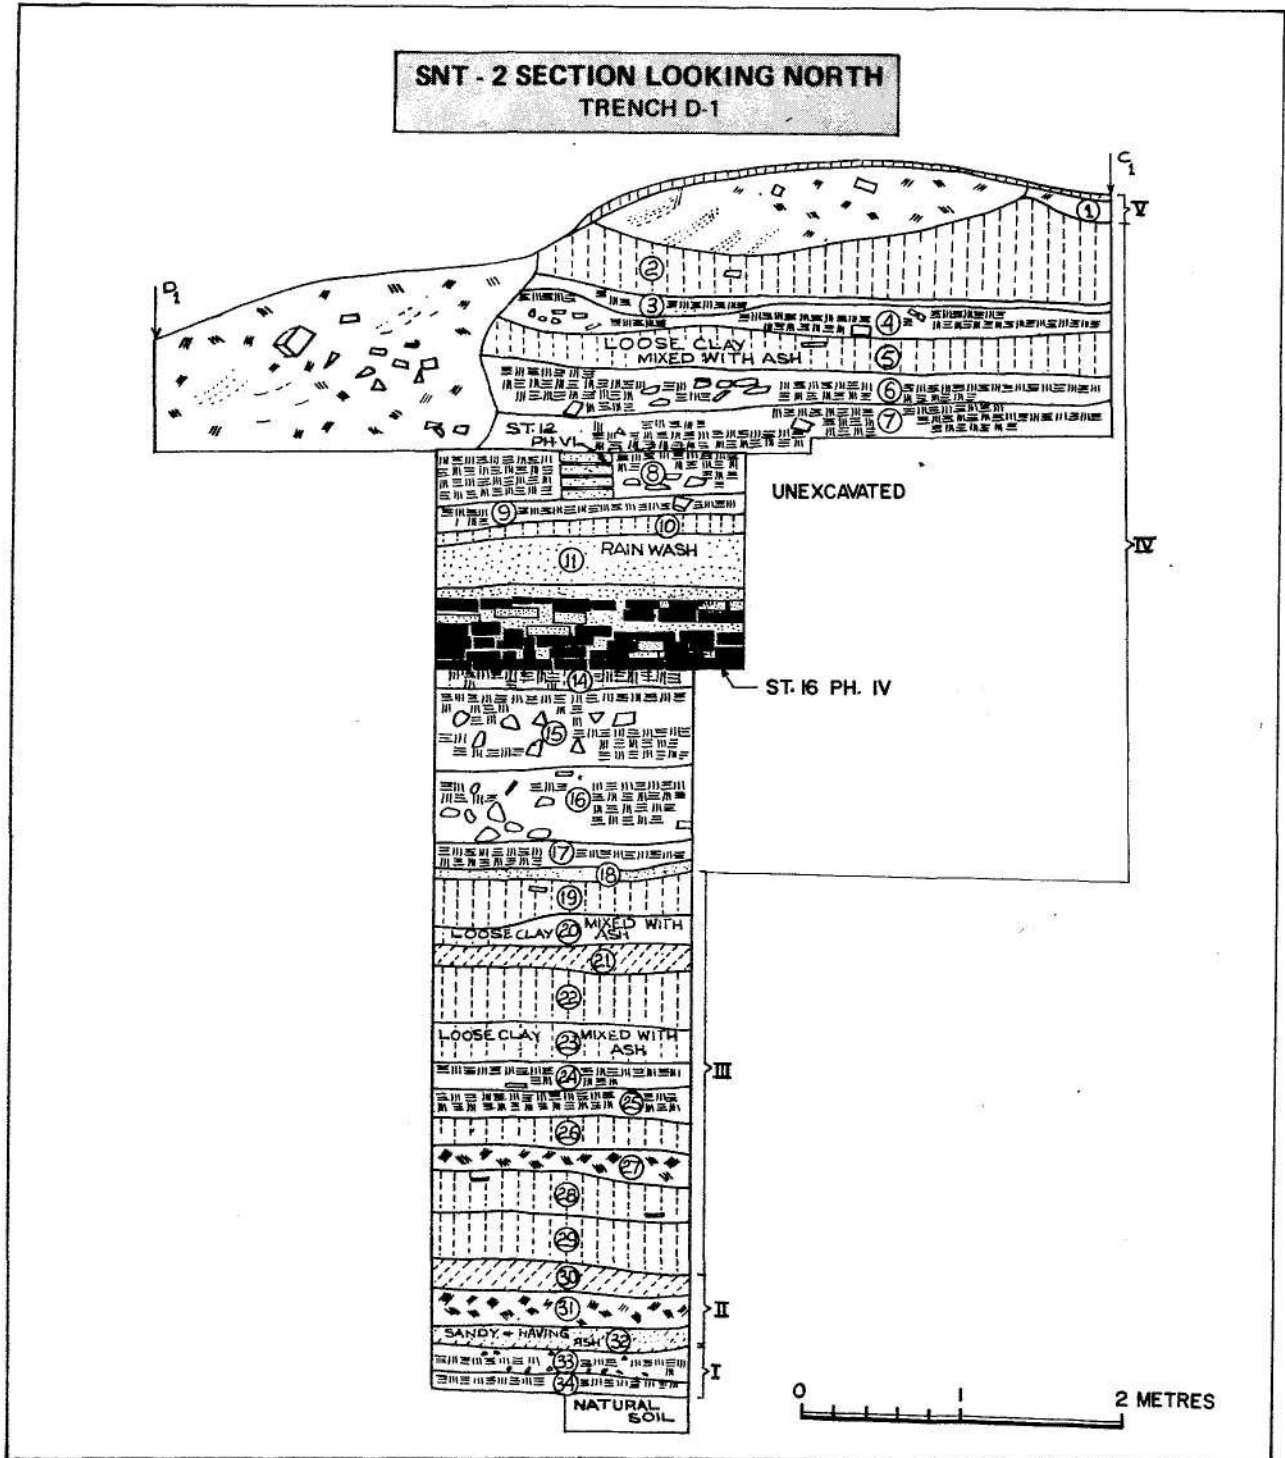 SNT - 2 SECTION LOOKING NORTH
TRENCH D-1
C1
D1
1
V
2
3
4
LOOSE CLAY
MIXED WITH ASH
5
6
7
ST. 12
PH. VI
8
UNEXCAVATED
9
10
IV
RAIN WASH
11
14
ST. 16 PH. IV
15
16
17
18
19
LOOSE CLAY 20 MIXED WITH
ASH
21
22
LOOSE CLAY 23 MIXED WITH
ASH
24
III
25
26
27
28
29
30
31
II
SANDY + HAVING
ASH 32
33
I
34
NATURAL
SOIL
0 1 2 METRES